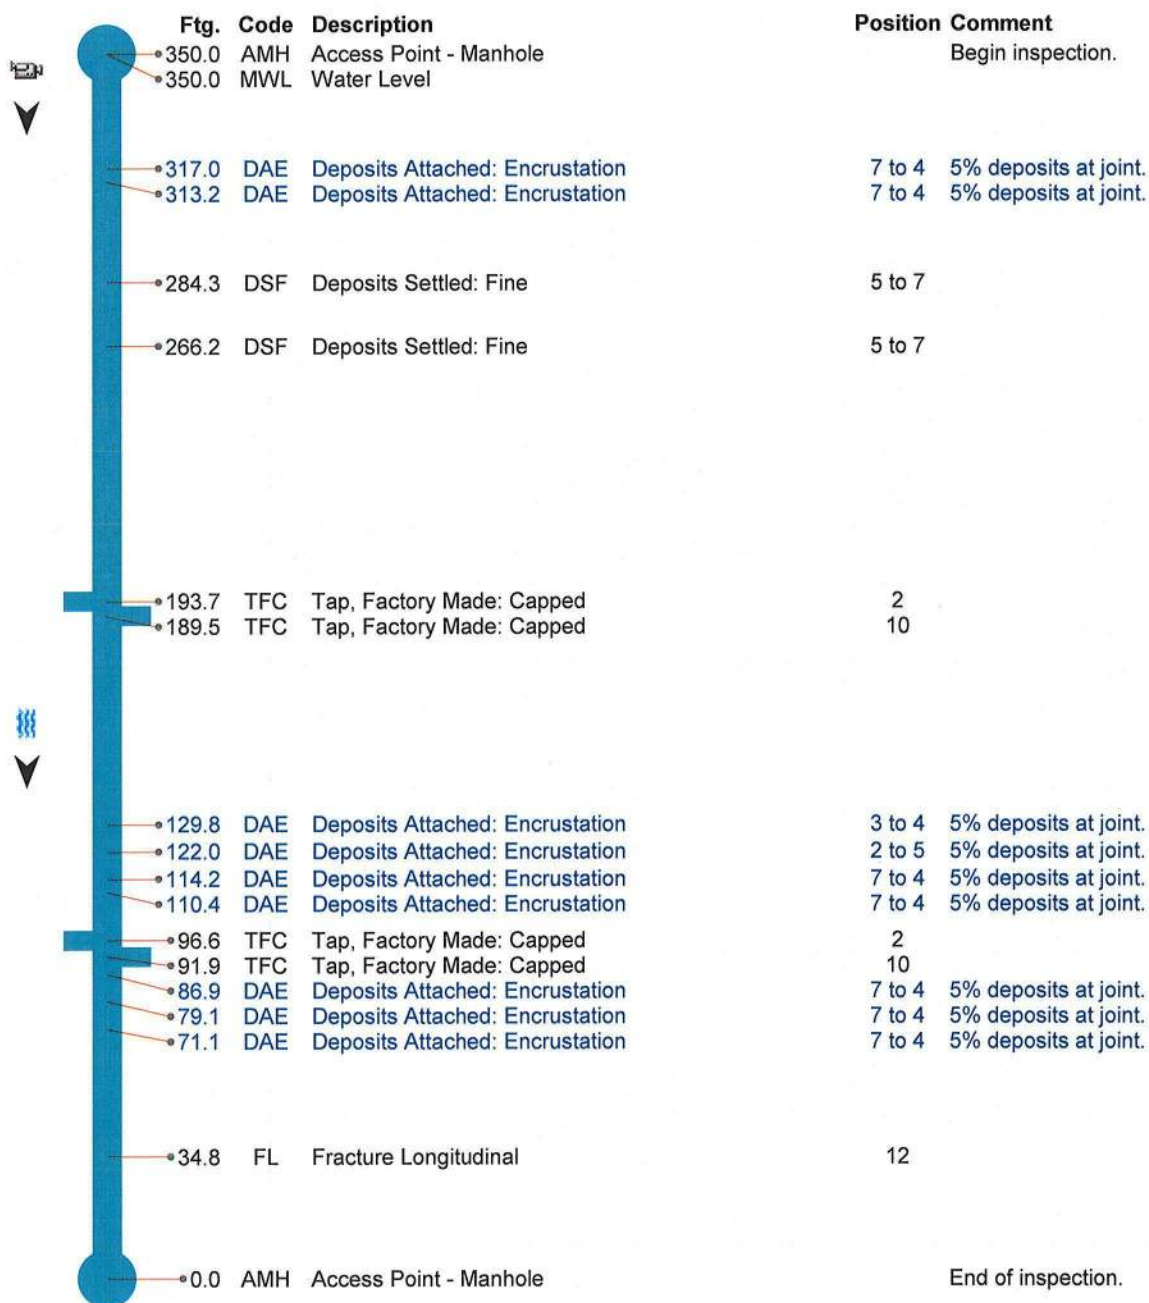 Ftg. Code Description Position Comment
350.0 AMH Access Point - Manhole Begin inspection.
350.0 MWL Water Level
317.0 DAE Deposits Attached: Encrustation 7 to 4 5% deposits at joint.
313.2 DAE Deposits Attached: Encrustation 7 to 4 5% deposits at joint.
284.3 DSF Deposits Settled: Fine 5 to 7
266.2 DSF Deposits Settled: Fine 5 to 7
193.7 TFC Tap, Factory Made: Capped 2
189.5 TFC Tap, Factory Made: Capped 10
129.8 DAE Deposits Attached: Encrustation 3 to 4 5% deposits at joint.
122.0 DAE Deposits Attached: Encrustation 2 to 5 5% deposits at joint.
114.2 DAE Deposits Attached: Encrustation 7 to 4 5% deposits at joint.
110.4 DAE Deposits Attached: Encrustation 7 to 4 5% deposits at joint.
96.6 TFC Tap, Factory Made: Capped 2
91.9 TFC Tap, Factory Made: Capped 10
86.9 DAE Deposits Attached: Encrustation 7 to 4 5% deposits at joint.
79.1 DAE Deposits Attached: Encrustation 7 to 4 5% deposits at joint.
71.1 DAE Deposits Attached: Encrustation 7 to 4 5% deposits at joint.
34.8 FL Fracture Longitudinal 12
0.0 AMH Access Point - Manhole End of inspection.